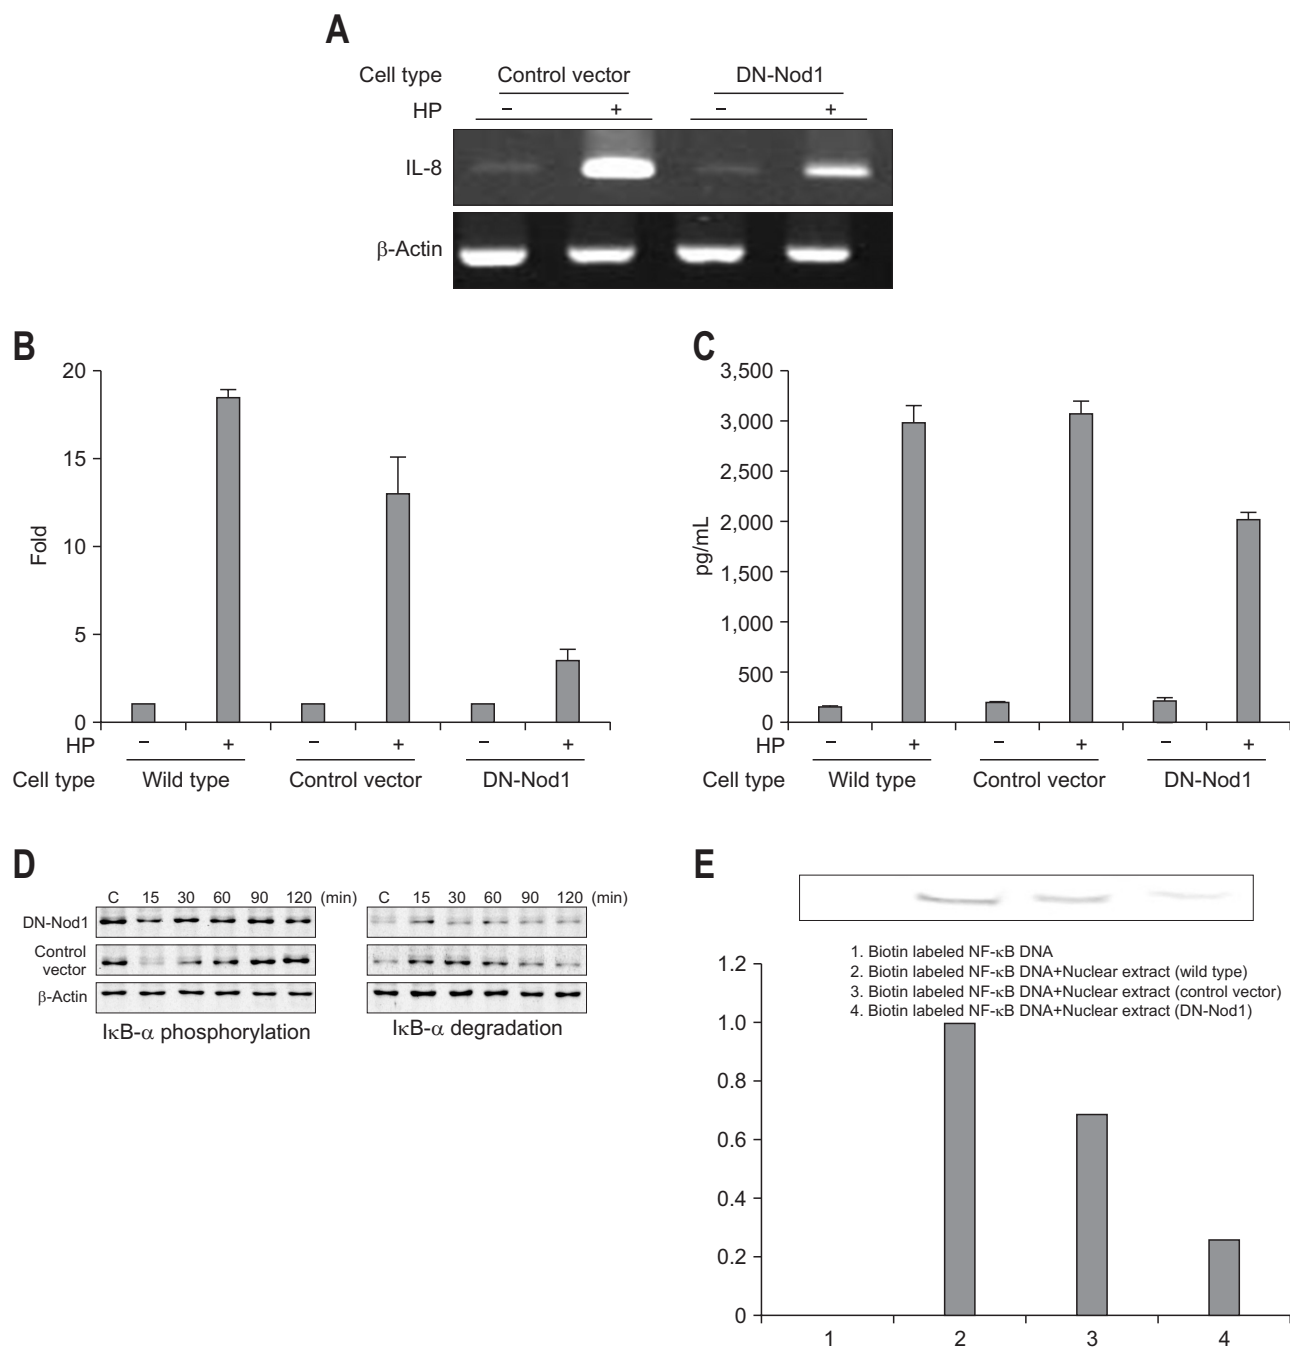 A
Cell type Control vector DN-Nod1
HP − + − +
IL-8
β-Actin
B
20
15
10
5
0
Fold
HP − + − + − +
Cell type Wild type Control vector DN-Nod1
C
3,500
3,000
2,500
2,000
1,500
1,000
500
0
pg/mL
HP − + − + − +
Cell type Wild type Control vector DN-Nod1
D
C 15 30 60 90 120 (min) C 15 30 60 90 120 (min)
DN-Nod1
Control
vector
β-Actin
IκB-α phosphorylation IκB-α degradation
E
1. Biotin labeled NF-κB DNA
2. Biotin labeled NF-κB DNA+Nuclear extract (wild type)
3. Biotin labeled NF-κB DNA+Nuclear extract (control vector)
4. Biotin labeled NF-κB DNA+Nuclear extract (DN-Nod1)
1.2
1.0
0.8
0.6
0.4
0.2
0
1 2 3 4